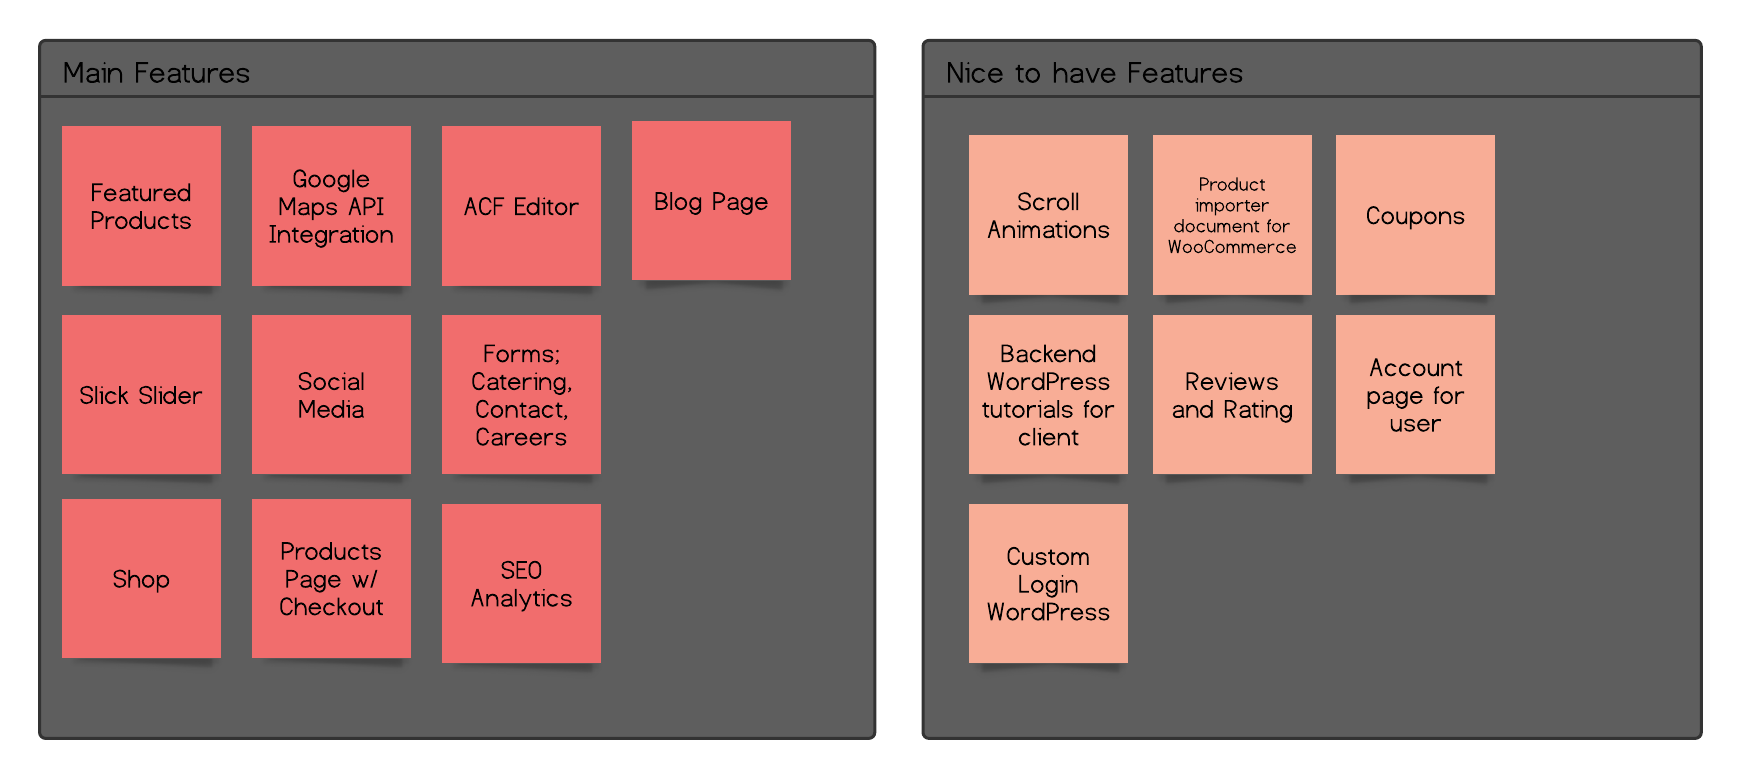 Main Features
Featured
Products
Google
Maps API
Integration
ACF Editor
Blog Page
Slick Slider
Social
Media
Forms;
Catering,
Contact,
Careers
Shop
Products
Page w/
Checkout
SEO
Analytics
Nice to have Features
Scroll
Animations
Product
importer
document for
WooCommerce
Coupons
Backend
WordPress
tutorials for
client
Reviews
and Rating
Account
page for
user
Custom
Login
WordPress